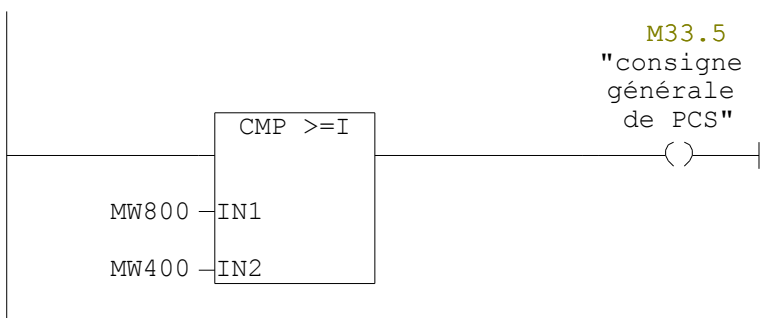 M33.5
"consigne
générale
de PCS"
CMP >=I
MW800 IN1
MW400 IN2